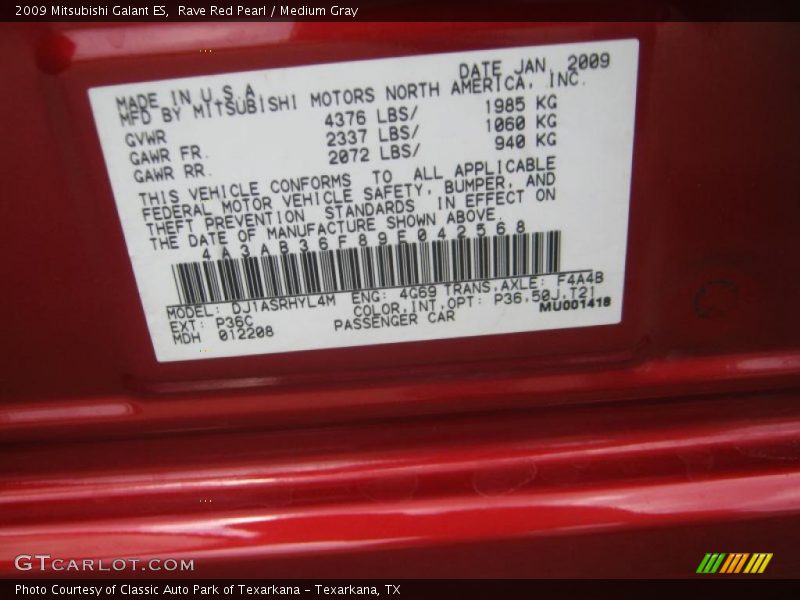 2009 Mitsubishi Galant ES, Rave Red Pearl / Medium Gray
DATE JAN 2009
MADE IN U.S.A
MFD BY MITSUBISHI MOTORS NORTH AMERICA, INC.
GVWR 4376 LBS/ 1985 KG
GAWR FR. 2337 LBS/ 1060 KG
GAWR RR. 2072 LBS/ 940 KG
THIS VEHICLE CONFORMS TO ALL APPLICABLE
FEDERAL MOTOR VEHICLE SAFETY, BUMPER, AND
THEFT PREVENTION STANDARDS IN EFFECT ON
THE DATE OF MANUFACTURE SHOWN ABOVE.
4A3AB36F89E042568
MODEL: DJ1ASRHYL4M ENG: 4G69 TRANS,AXLE: F4A4B
EXT: P36C COLOR,INT,OPT: P36,50J,T21
MDH 012208 PASSENGER CAR MU001418
GTCARLOT.COM
Photo Courtesy of Classic Auto Park of Texarkana - Texarkana, TX